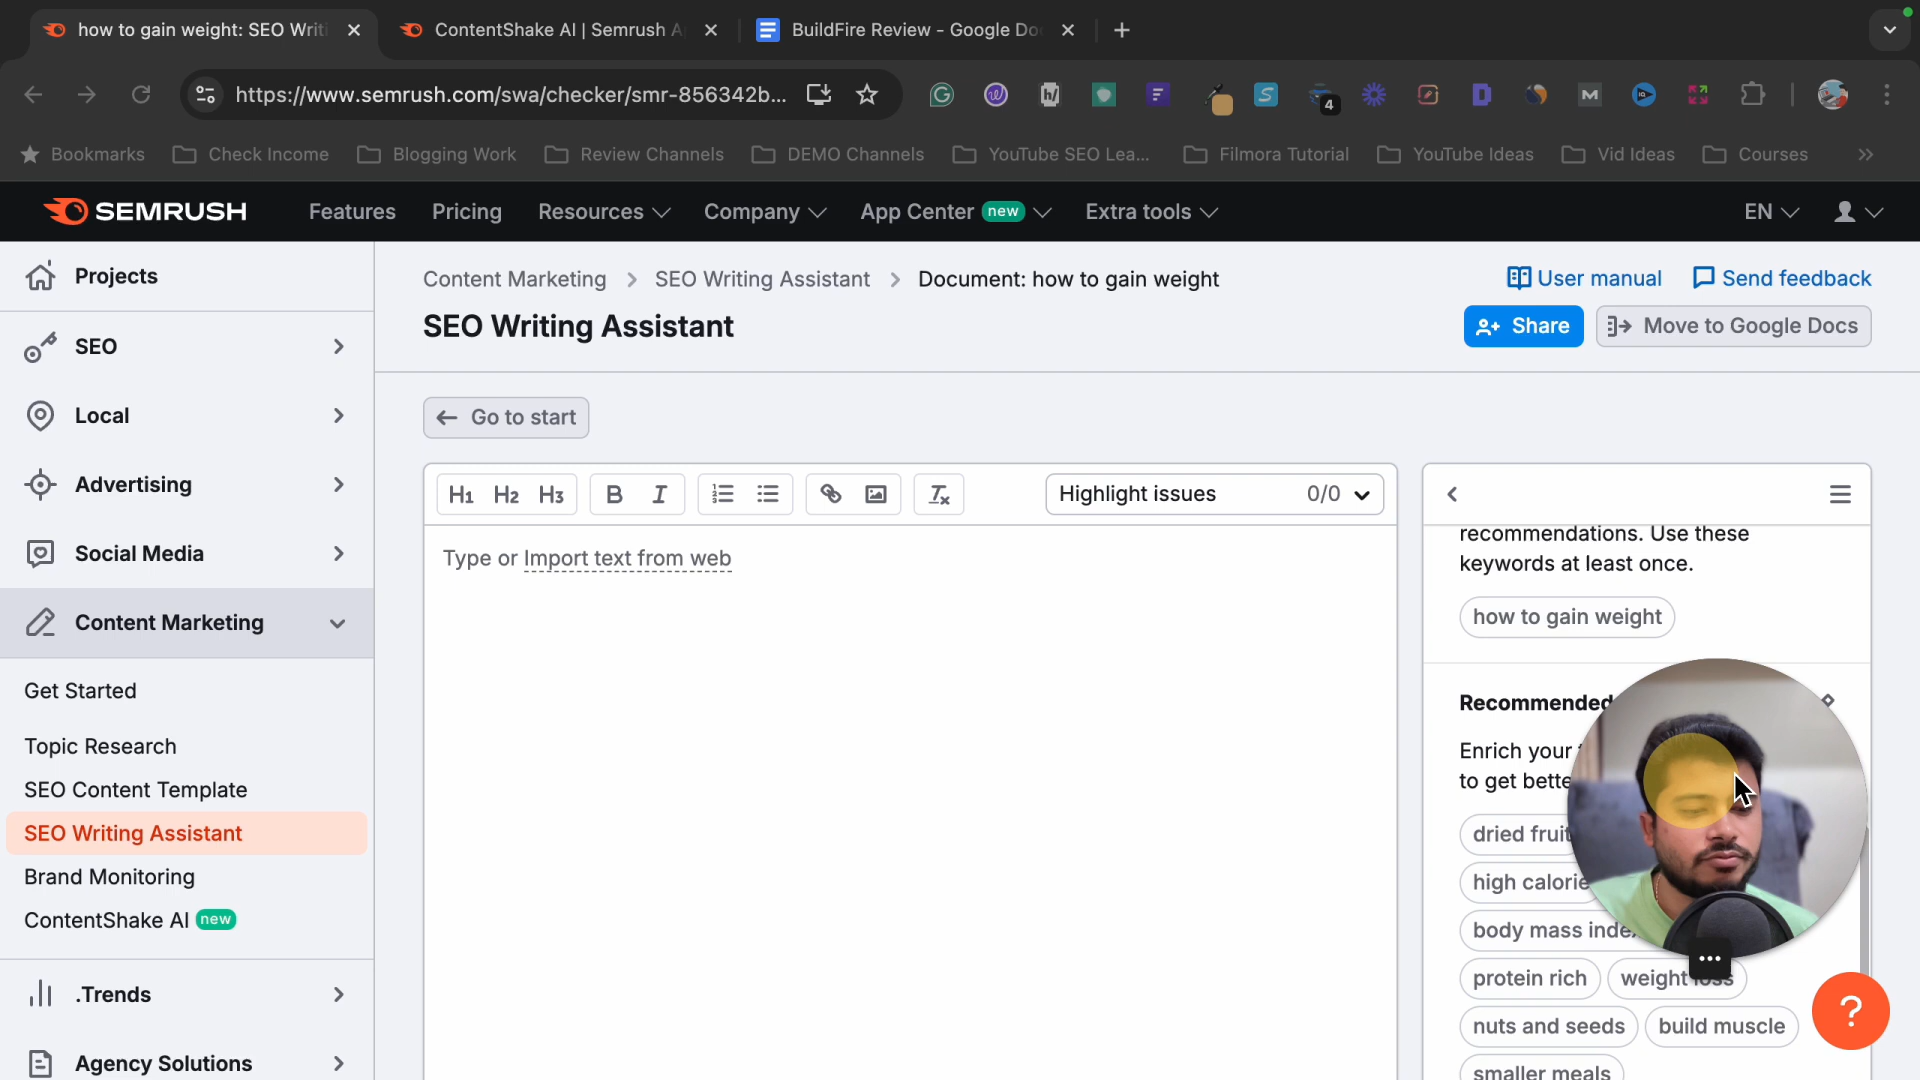 how to gain weight: SEO Writi
ContentShake AI | Semrush A
BuildFire Review - Google Do
https://www.semrush.com/swa/checker/smr-856342b...
4
Bookmarks
Check Income
Blogging Work
Review Channels
DEMO Channels
YouTube SEO Lea...
Filmora Tutorial
YouTube Ideas
Vid Ideas
Courses
SEMRUSH
Features
Pricing
Resources
Company
App Center new
Extra tools
EN
Projects
SEO
Local
Advertising
Social Media
Content Marketing
Get Started
Topic Research
SEO Content Template
SEO Writing Assistant
Brand Monitoring
ContentShake AI new
.Trends
Agency Solutions
Content Marketing > SEO Writing Assistant > Document: how to gain weight
User manual
Send feedback
SEO Writing Assistant
Share
Move to Google Docs
Go to start
H1 H2 H3 B I
Highlight issues 0/0
Type or Import text from web
recommendations. Use these
keywords at least once.
how to gain weight
Recommended
Enrich your
to get bette
dried fruit
high calorie
body mass index
protein rich
weight loss
nuts and seeds
build muscle
smaller meals
?